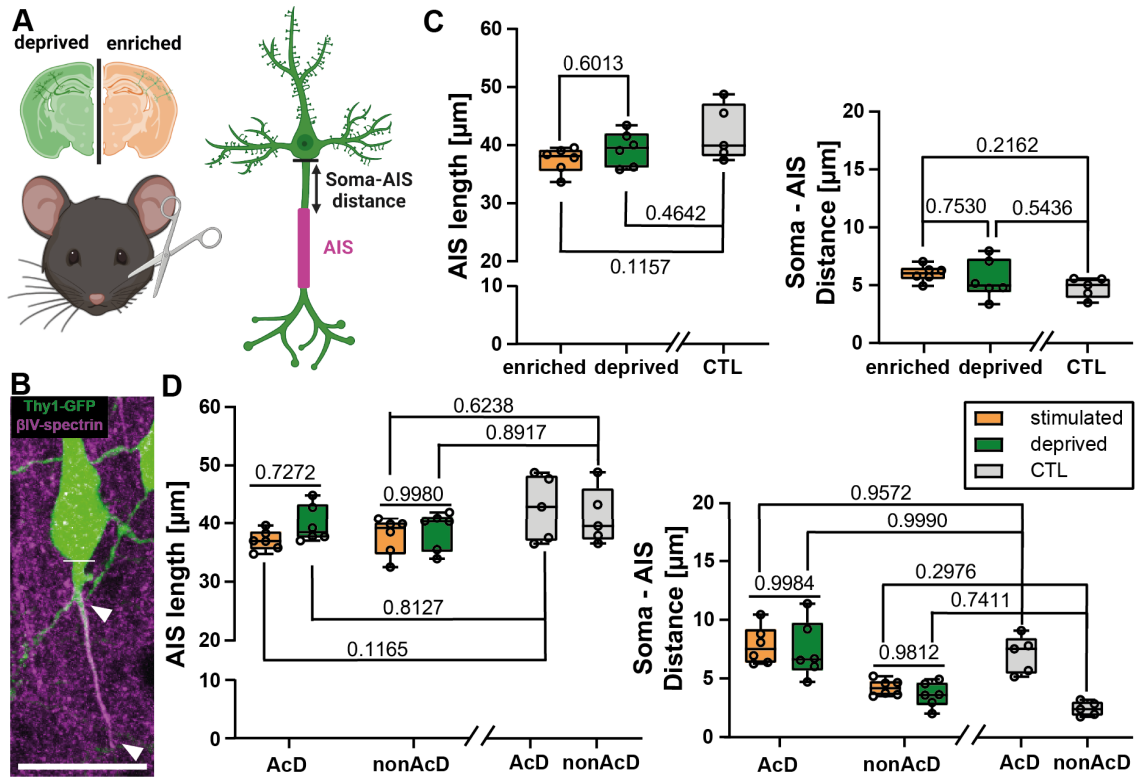 A
deprived enriched
Soma-AIS
distance
AIS
B
Thy1-GFP
βIV-spectrin
C
AIS length [µm]
60
50
40
30
20
10
0
0.6013
0.4642
0.1157
enriched deprived CTL
Soma - AIS
Distance [µm]
20
15
10
5
0
0.2162
0.7530 0.5436
enriched deprived CTL
D
AIS length [µm]
60
50
40
30
20
10
0
0.6238
0.8917
0.7272
0.9980
0.8127
0.1165
AcD nonAcD AcD nonAcD
stimulated
deprived
CTL
Soma - AIS
Distance [µm]
20
15
10
5
0
0.9572
0.9990
0.9984
0.2976
0.7411
0.9812
AcD nonAcD AcD nonAcD